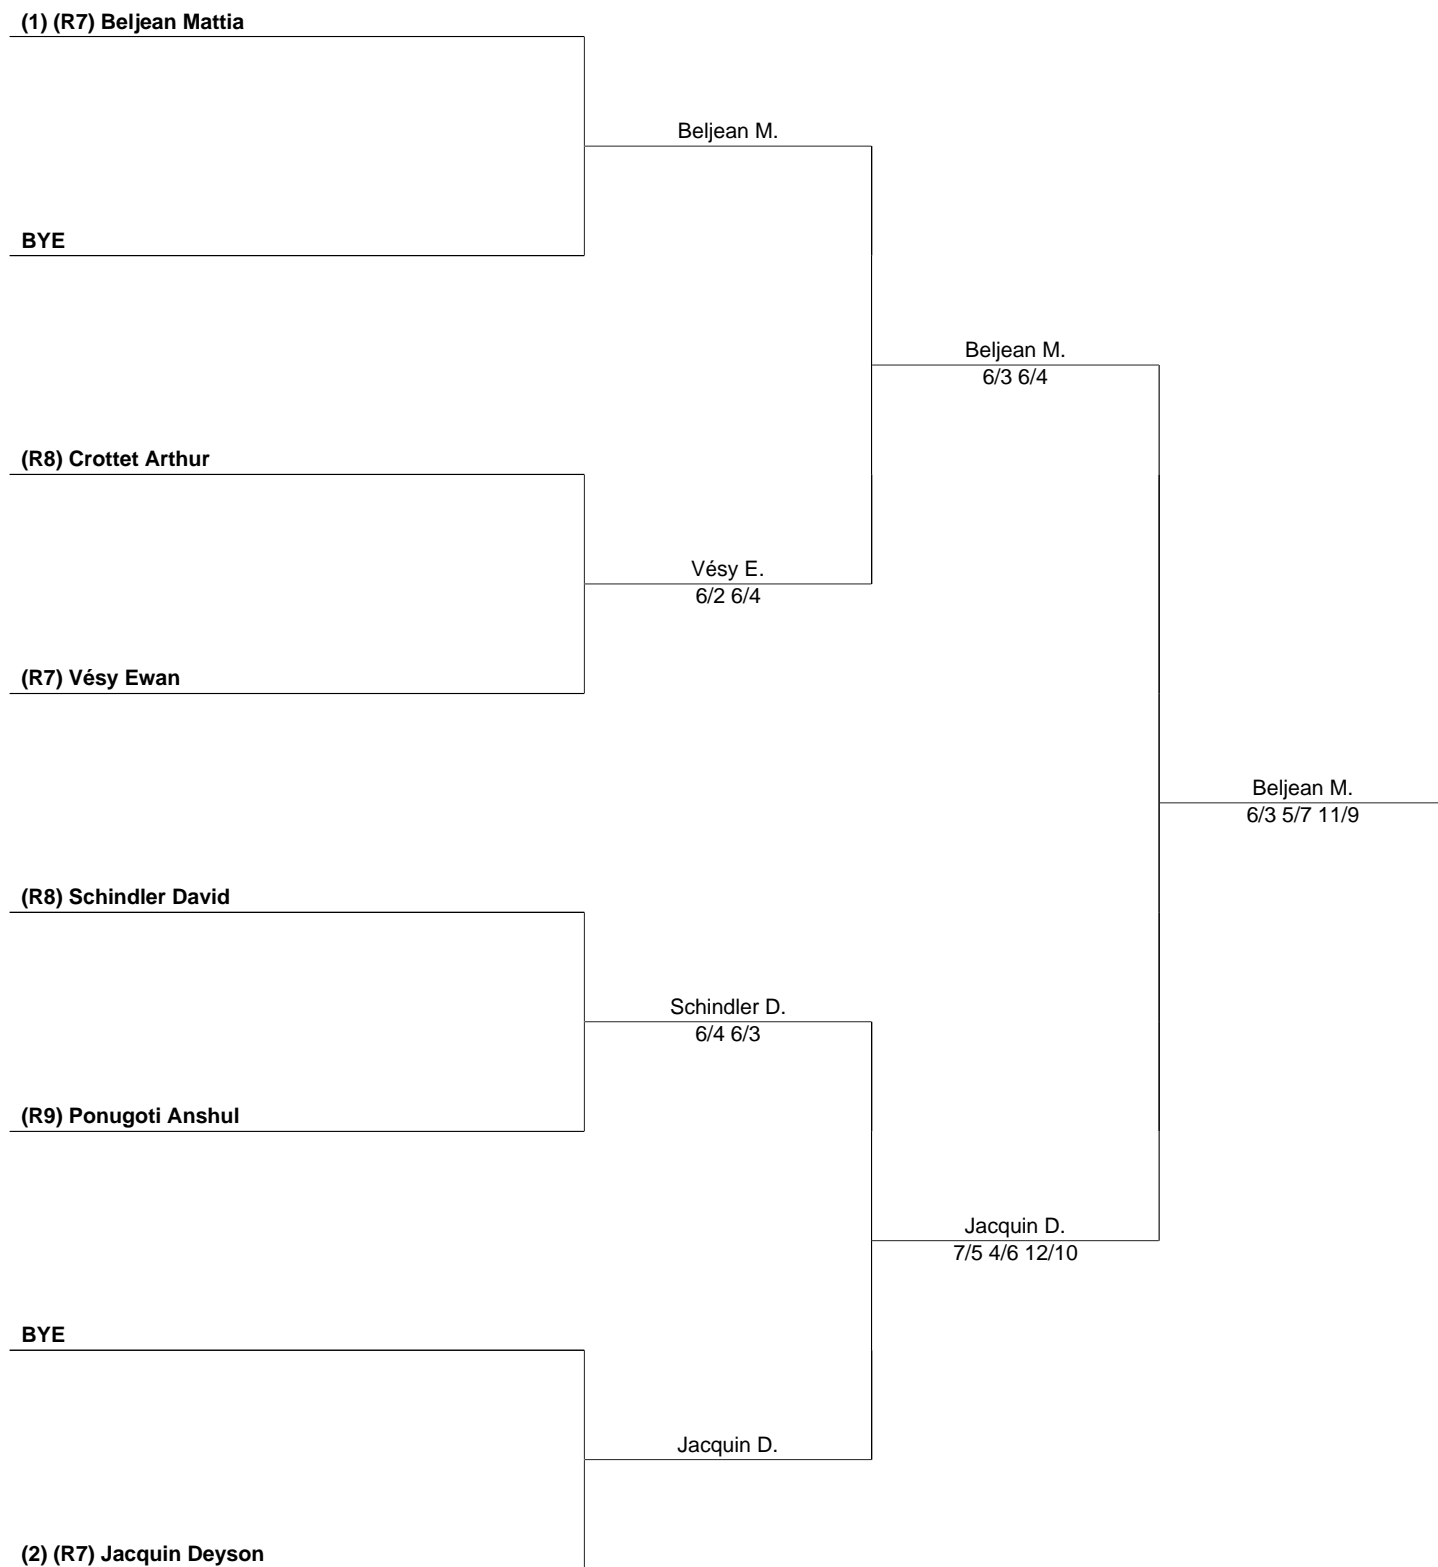 (1) (R7) Beljean Mattia
Beljean M.
BYE
Beljean M.
6/3 6/4
(R8) Crottet Arthur
Vésy E.
6/2 6/4
(R7) Vésy Ewan
Beljean M.
6/3 5/7 11/9
(R8) Schindler David
Schindler D.
6/4 6/3
(R9) Ponugoti Anshul
Jacquin D.
7/5 4/6 12/10
BYE
Jacquin D.
(2) (R7) Jacquin Deyson